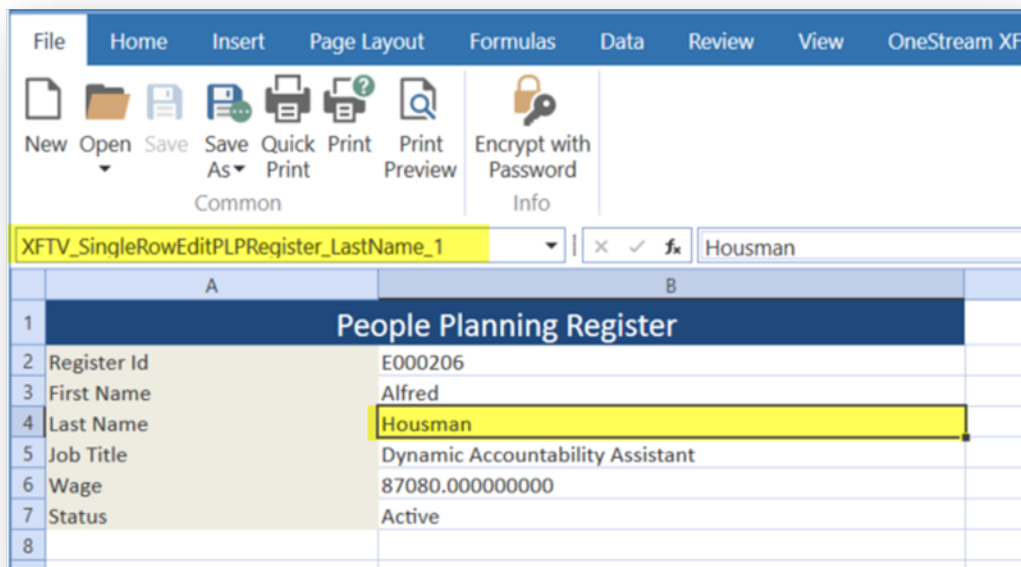 File Home Insert Page Layout Formulas Data Review View OneStream XF
New Open Save Save As Quick Print Print Print Preview Encrypt with Password
Common Info
XFTV_SingleRowEditPLPRegister_LastName_1 fx Housman
A B
1 People Planning Register
2 Register Id E000206
3 First Name Alfred
4 Last Name Housman
5 Job Title Dynamic Accountability Assistant
6 Wage 87080.000000000
7 Status Active
8